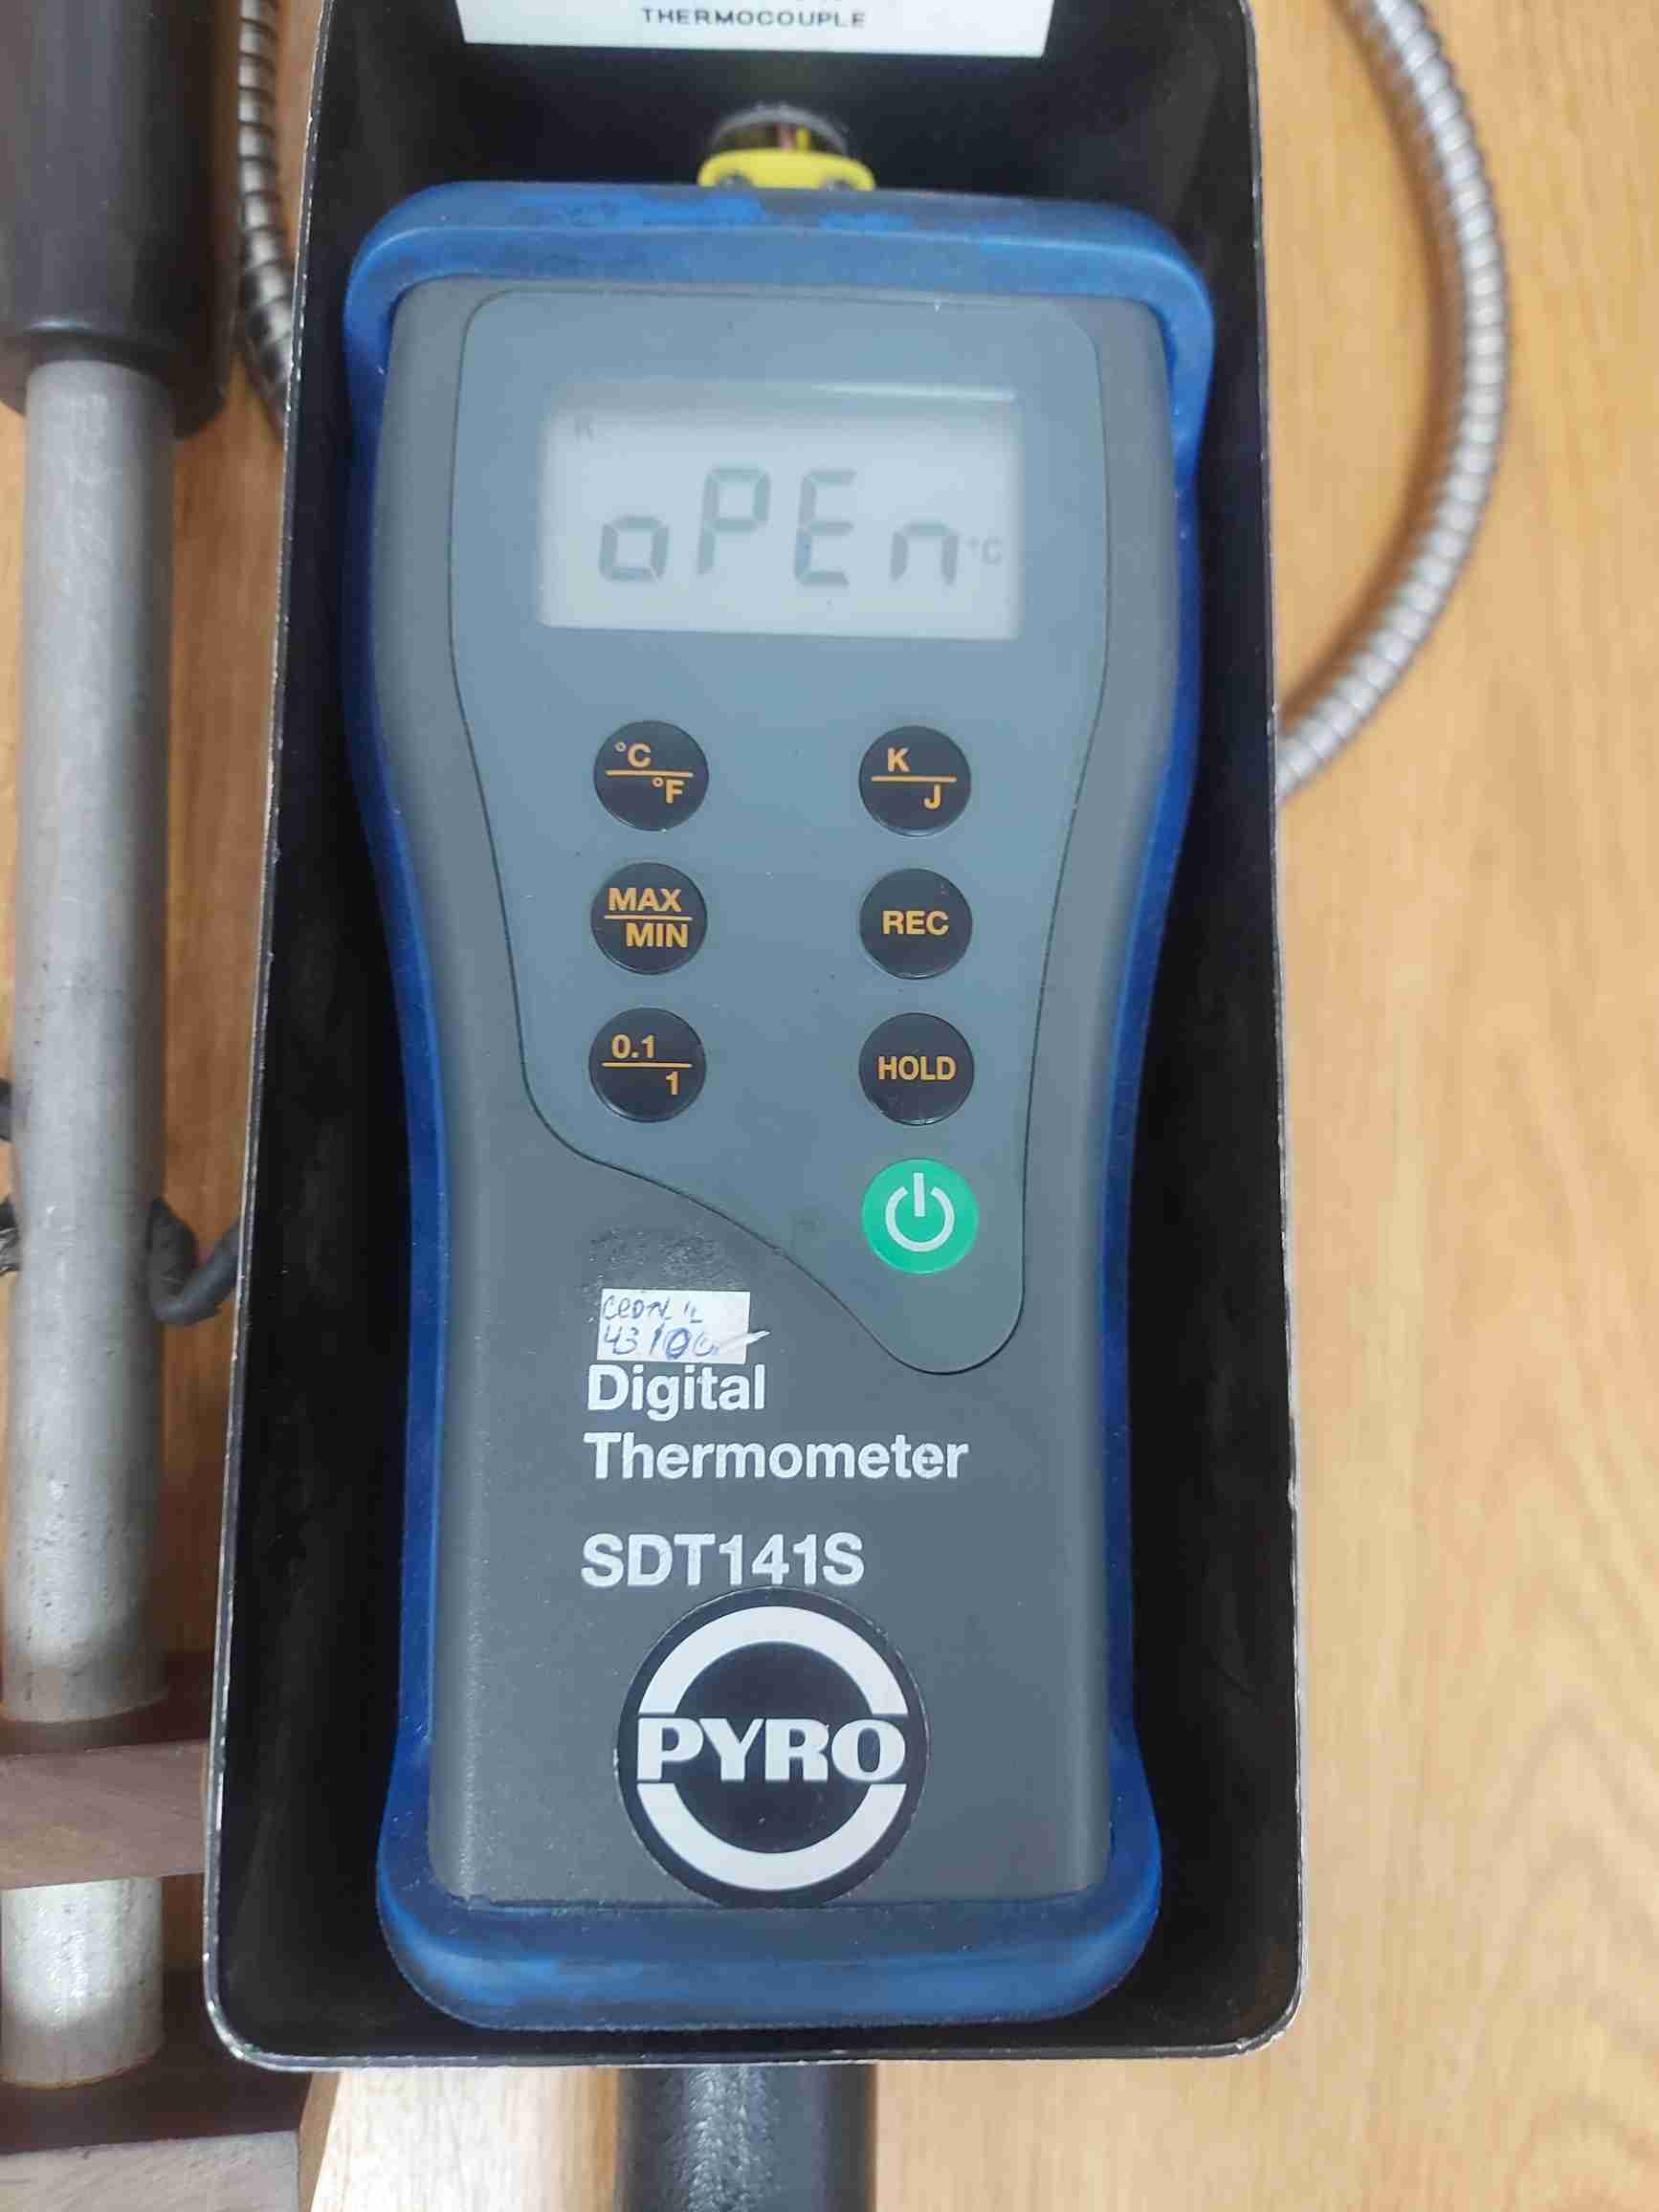 THERMOCOUPLE
K
oPEn °C
°C
°F
K
J
MAX
MIN
REC
0.1
1
HOLD
Digital
Thermometer
SDT141S
PYRO